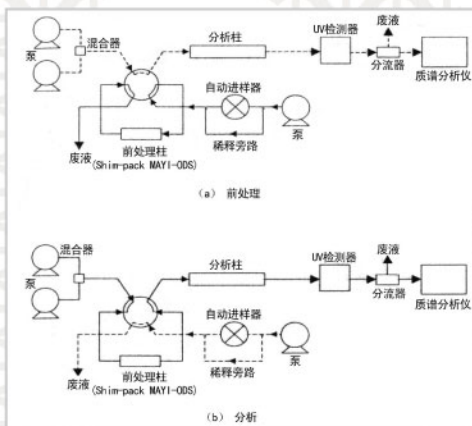 废液
泵
混合器
分析柱
UV检测器
分流器
质谱分析仪
自动进样器
稀释旁路
泵
废液
前处理柱
(Shim-pack MAYI-ODS)
(a) 前处理
混合器
泵
分析柱
UV检测器
废液
分流器
质谱分析仪
自动进样器
稀释旁路
泵
废液
前处理柱
(Shim-pack MAYI-ODS)
(b) 分析